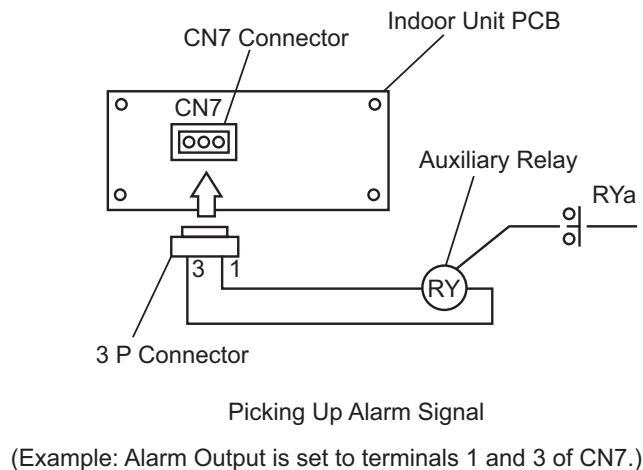 Indoor Unit PCB
CN7 Connector
CN7
Auxiliary Relay
RYa
3 1
RY
3 P Connector
Picking Up Alarm Signal
(Example: Alarm Output is set to terminals 1 and 3 of CN7.)